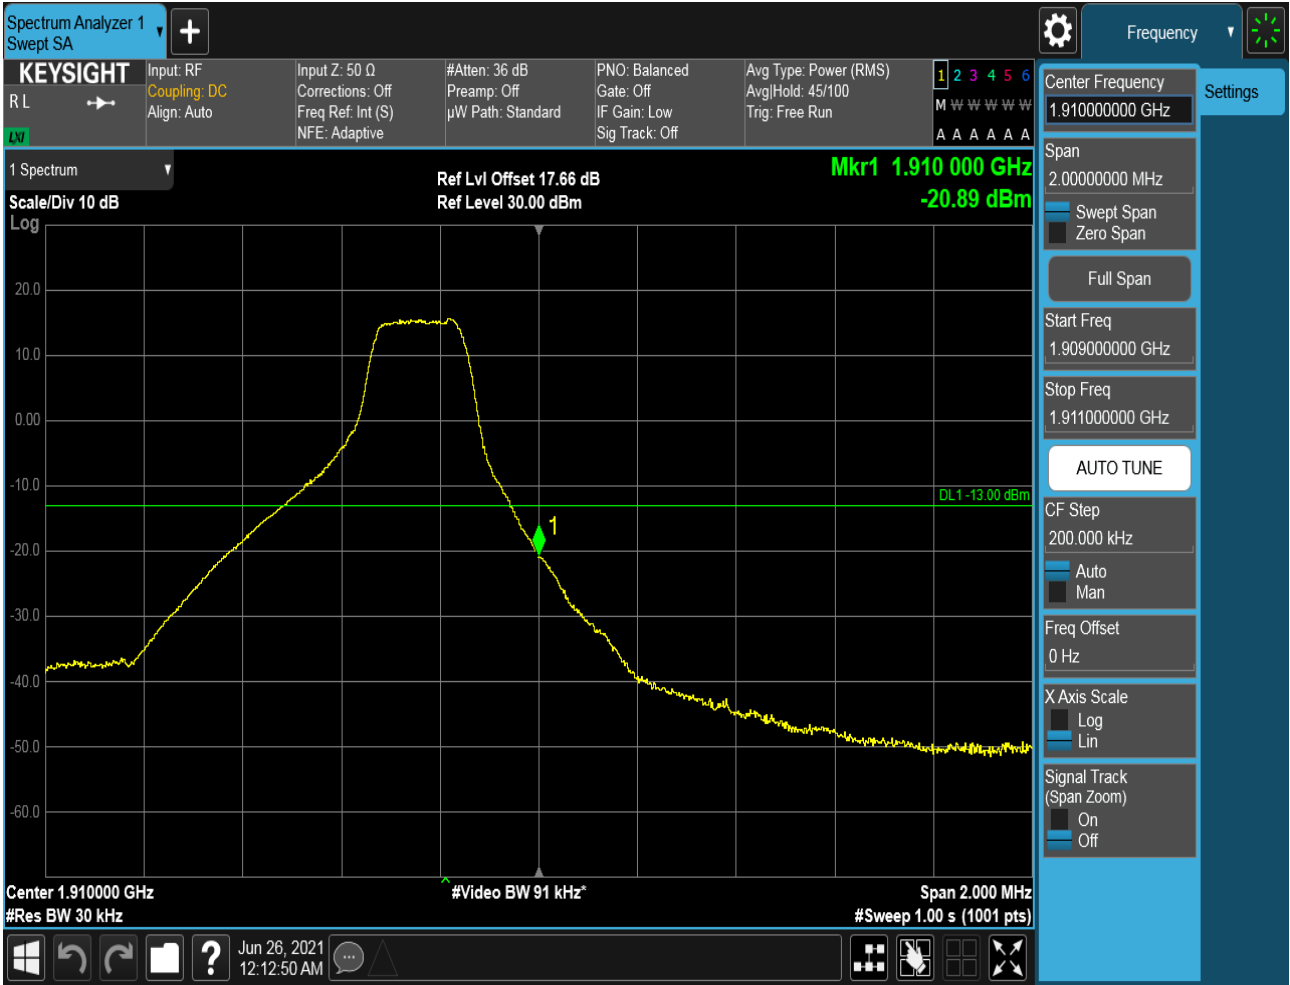 Spectrum Analyzer 1
Swept SA
Frequency
KEYSIGHT
R L
LXI
Input: RF
Coupling: DC
Align: Auto
Input Z: 50 Ω
Corrections: Off
Freq Ref: Int (S)
NFE: Adaptive
#Atten: 36 dB
Preamp: Off
µW Path: Standard
PNO: Balanced
Gate: Off
IF Gain: Low
Sig Track: Off
Avg Type: Power (RMS)
Avg|Hold: 45/100
Trig: Free Run
1 2 3 4 5 6
M W W W W W
A A A A A A
1 Spectrum
Scale/Div 10 dB
Log
Ref Lvl Offset 17.66 dB
Ref Level 30.00 dBm
Mkr1 1.910 000 GHz
-20.89 dBm
20.0
10.0
0.00
-10.0
-20.0
-30.0
-40.0
-50.0
-60.0
DL1 -13.00 dBm
1
Center 1.910000 GHz
#Res BW 30 kHz
#Video BW 91 kHz*
Span 2.000 MHz
#Sweep 1.00 s (1001 pts)
Center Frequency
1.910000000 GHz
Settings
Span
2.00000000 MHz
Swept Span
Zero Span
Full Span
Start Freq
1.909000000 GHz
Stop Freq
1.911000000 GHz
AUTO TUNE
CF Step
200.000 kHz
Auto
Man
Freq Offset
0 Hz
X Axis Scale
Log
Lin
Signal Track
(Span Zoom)
On
Off
?
Jun 26, 2021
12:12:50 AM